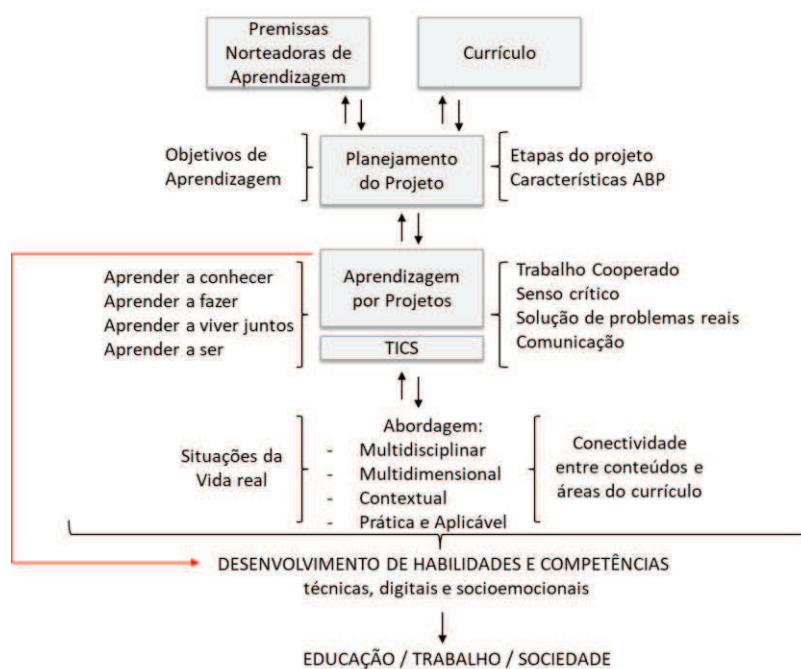 Premissas
Norteadoras de
Aprendizagem
Currículo
Objetivos de
Aprendizagem
Planejamento
do Projeto
Etapas do projeto
Características ABP
Aprender a conhecer
Aprender a fazer
Aprender a viver juntos
Aprender a ser
Aprendizagem
por Projetos
TICS
Trabalho Cooperado
Senso crítico
Solução de problemas reais
Comunicação
Situações da
Vida real
Abordagem:
- Multidisciplinar
- Multidimensional
- Contextual
- Prática e Aplicável
Conectividade
entre conteúdos e
áreas do currículo
DESENVOLVIMENTO DE HABILIDADES E COMPETÊNCIAS
técnicas, digitais e socioemocionais
EDUCAÇÃO / TRABALHO / SOCIEDADE